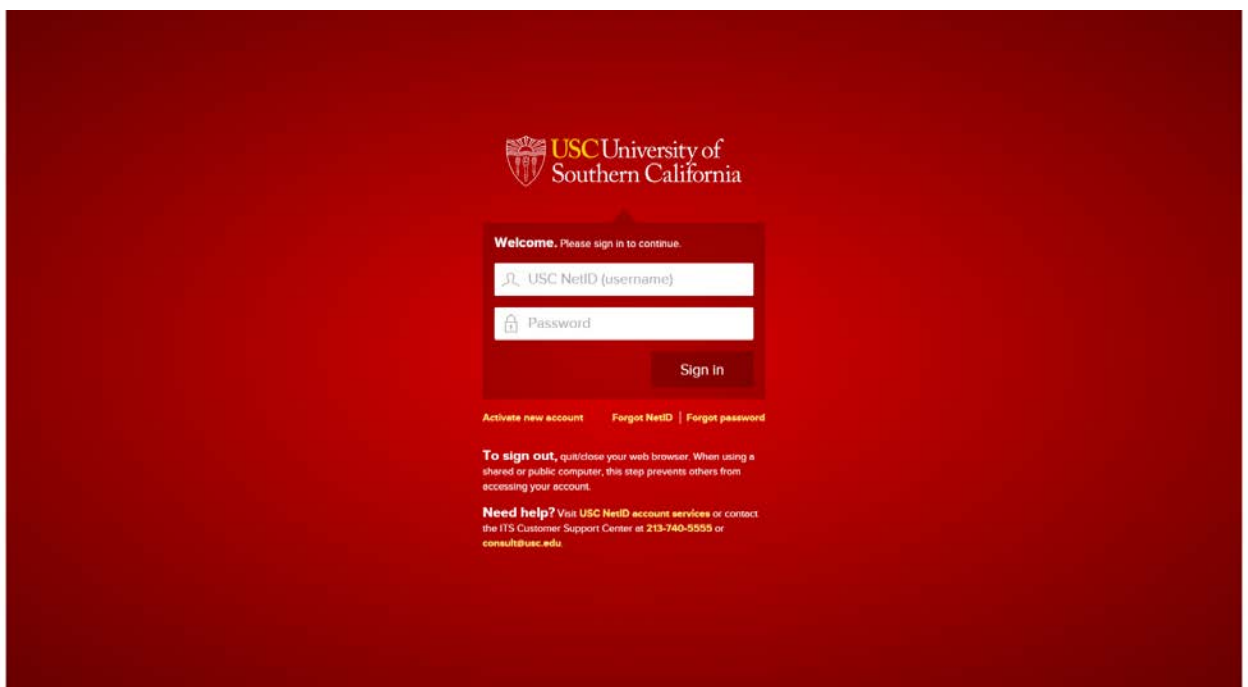 USC University of
Southern California
Welcome. Please sign in to continue.
USC NetID (username)
Password
Sign in
Activate new account Forgot NetID | Forgot password
To sign out, quit/close your web browser. When using a
shared or public computer, this step prevents others from
accessing your account.
Need help? Visit USC NetID account services or contact
the ITS Customer Support Center at 213-740-5555 or
consult@usc.edu.